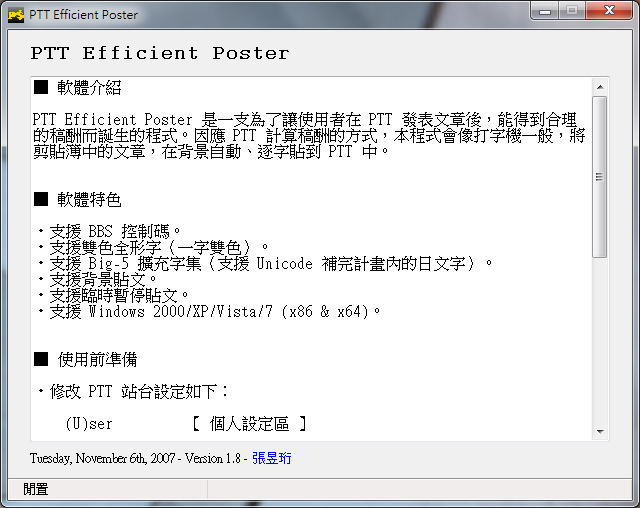 PTT Efficient Poster
PTT Efficient Poster
■ 軟體介紹
PTT Efficient Poster 是一支為了讓使用者在 PTT 發表文章後，能得到合理
的稿酬而誕生的程式。因應 PTT 計算稿酬的方式，本程式會像打字機一般，將
剪貼簿中的文章，在背景自動、逐字貼到 PTT 中。
■ 軟體特色
・支援 BBS 控制碼。
・支援雙色全形字（一字雙色）。
・支援 Big-5 擴充字集（支援 Unicode 補完計畫內的日文字）。
・支援背景貼文。
・支援臨時暫停貼文。
・支援 Windows 2000/XP/Vista/7 (x86 & x64)。
■ 使用前準備
・修改 PTT 站台設定如下：
(U)ser 【 個人設定區 】
Tuesday, November 6th, 2007 - Version 1.8 - 張昱珩
閒置